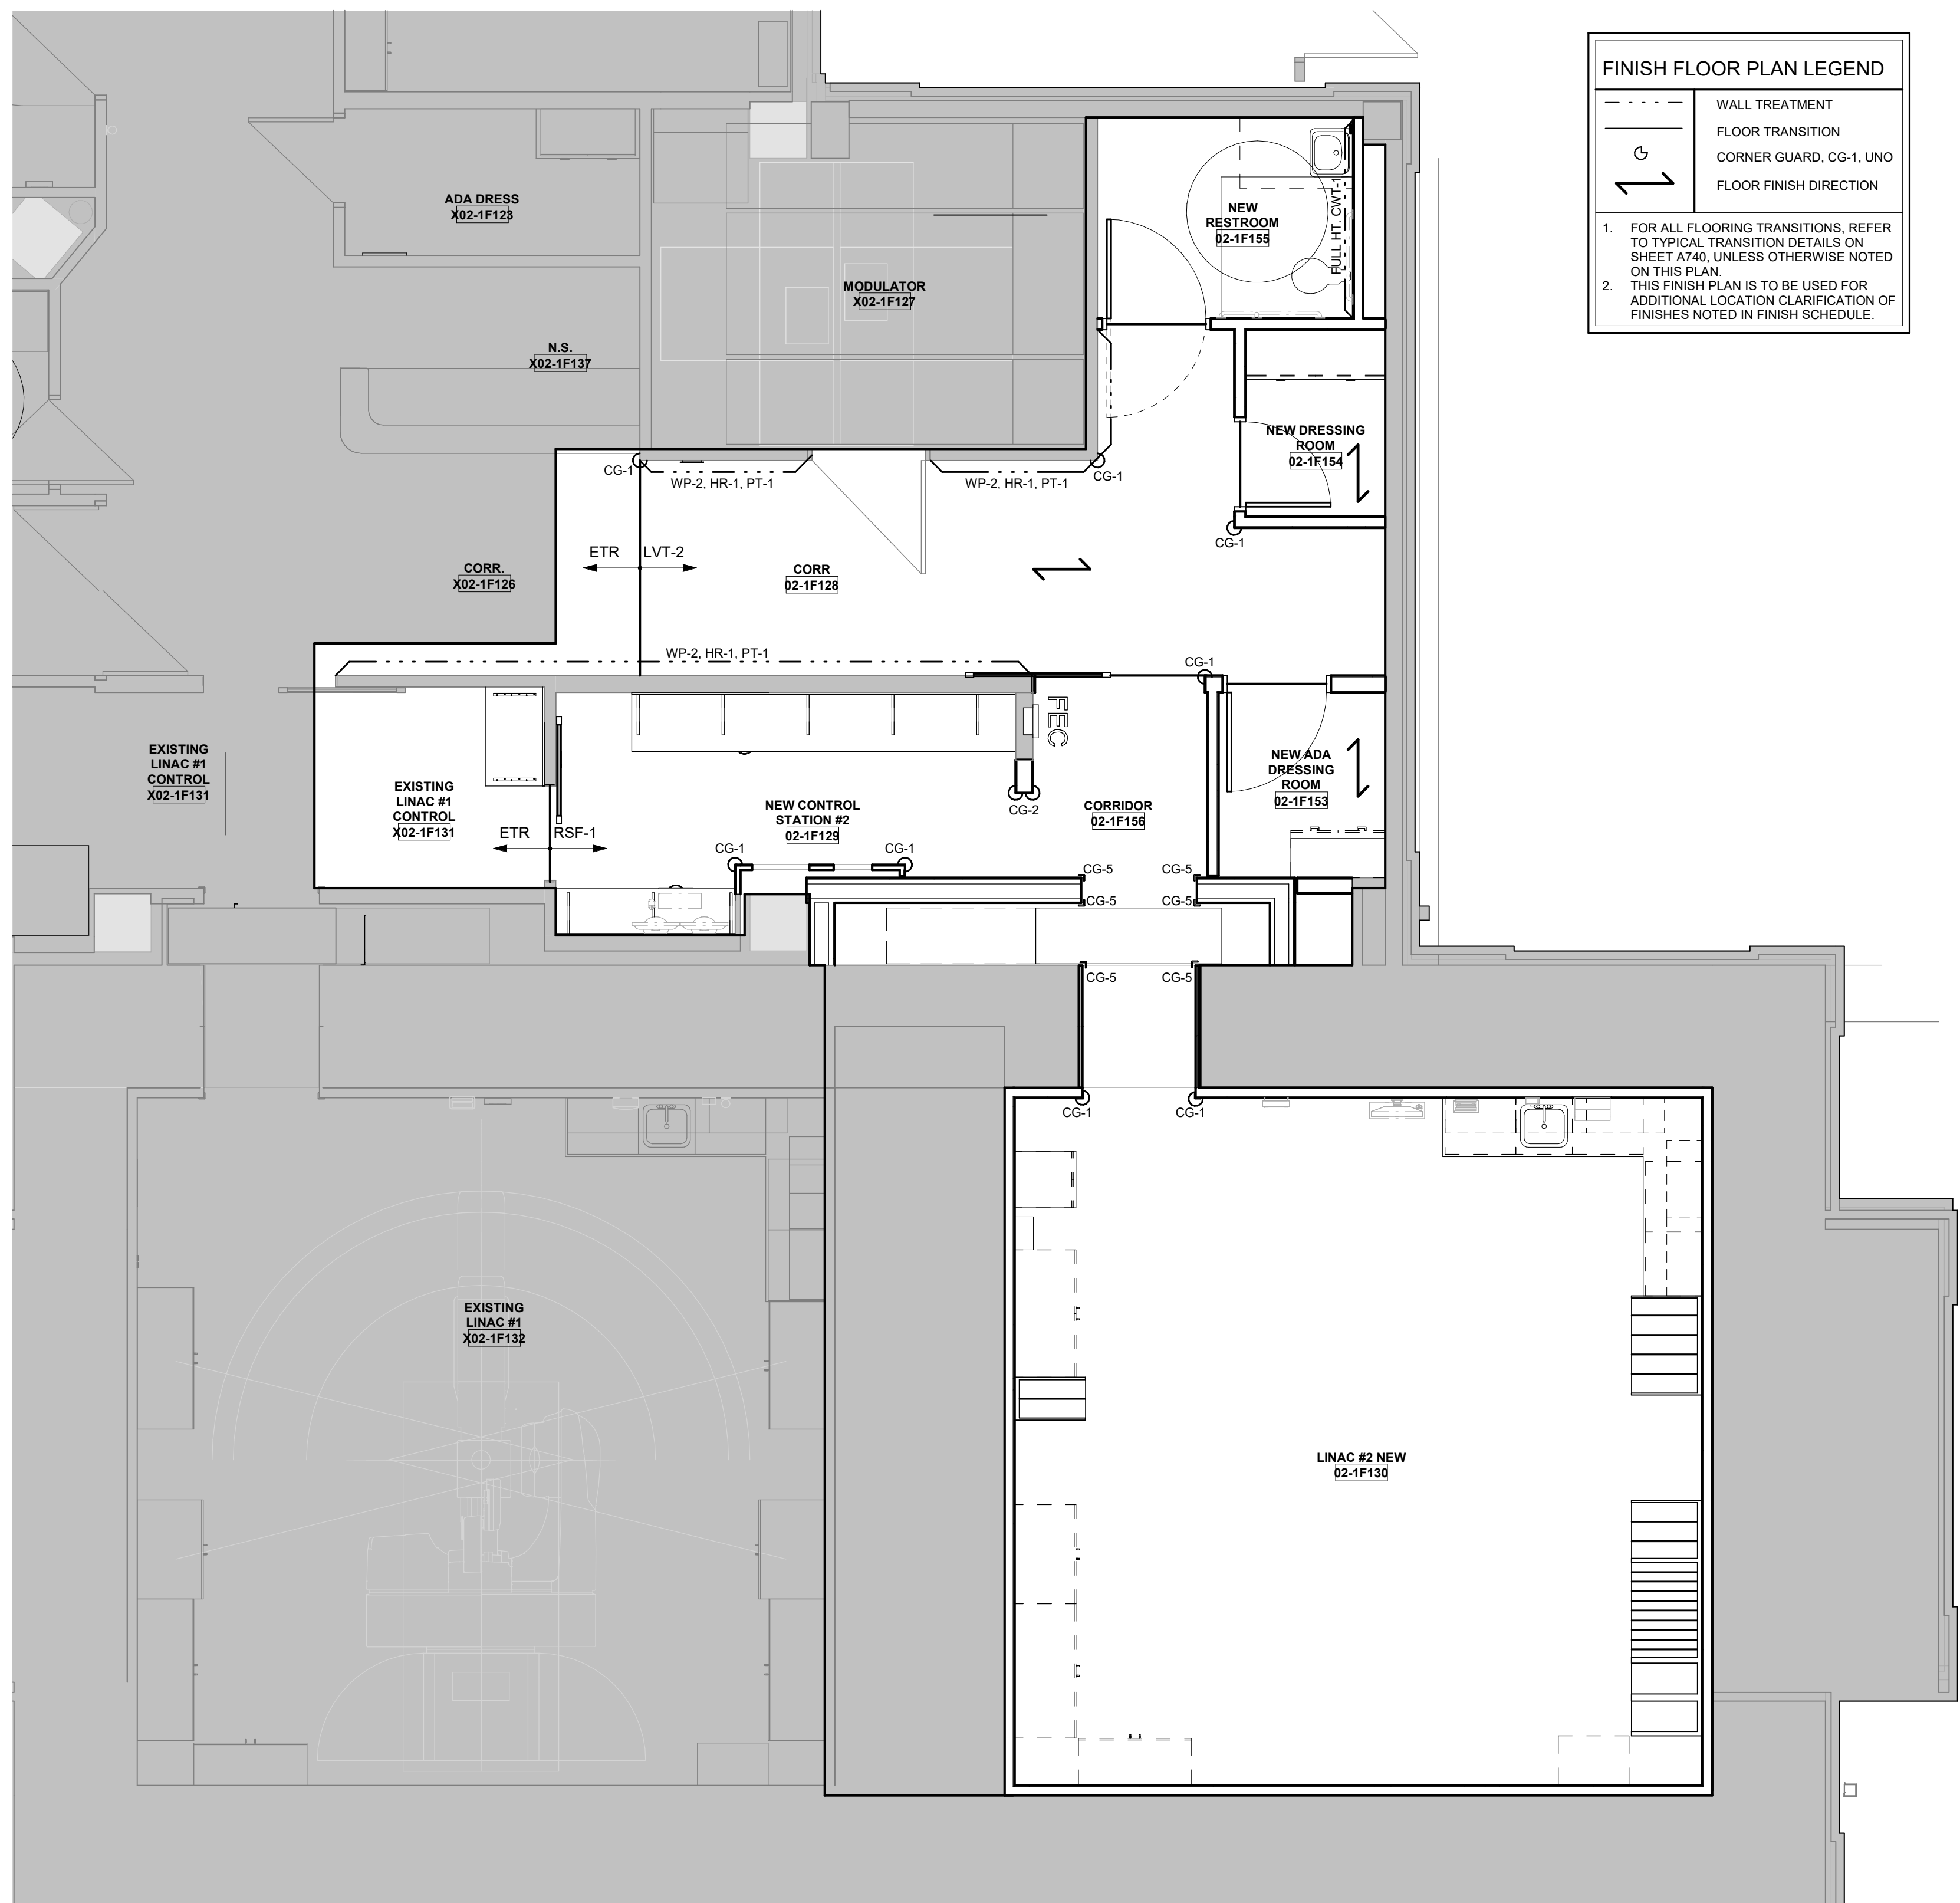 FINISH FLOOR PLAN LEGEND
WALL TREATMENT
FLOOR TRANSITION
CORNER GUARD, CG-1, UNO
FLOOR FINISH DIRECTION
1. FOR ALL FLOORING TRANSITIONS, REFER
TO TYPICAL TRANSITION DETAILS ON
SHEET A740, UNLESS OTHERWISE NOTED
ON THIS PLAN.
2. THIS FINISH PLAN IS TO BE USED FOR
ADDITIONAL LOCATION CLARIFICATION OF
FINISHES NOTED IN FINISH SCHEDULE.
ADA DRESS
X02-1F123
NEW
RESTROOM
02-1F155
FULL HT. CWT-1
MODULATOR
X02-1F127
N.S.
X02-1F137
NEW DRESSING
ROOM
02-1F154
CG-1
WP-2, HR-1, PT-1
WP-2, HR-1, PT-1
CG-1
CG-1
ETR
LVT-2
CORR.
X02-1F126
CORR
02-1F128
WP-2, HR-1, PT-1
CG-1
FEC
EXISTING
LINAC #1
CONTROL
X02-1F131
EXISTING
LINAC #1
CONTROL
X02-1F131
NEW CONTROL
STATION #2
02-1F129
CG-2
CORRIDOR
02-1F156
NEW ADA
DRESSING
ROOM
02-1F153
ETR
RSF-1
CG-1
CG-1
CG-5
CG-5
CG-5
CG-5
CG-5
CG-5
CG-1
CG-1
EXISTING
LINAC #1
X02-1F132
LINAC #2 NEW
02-1F130